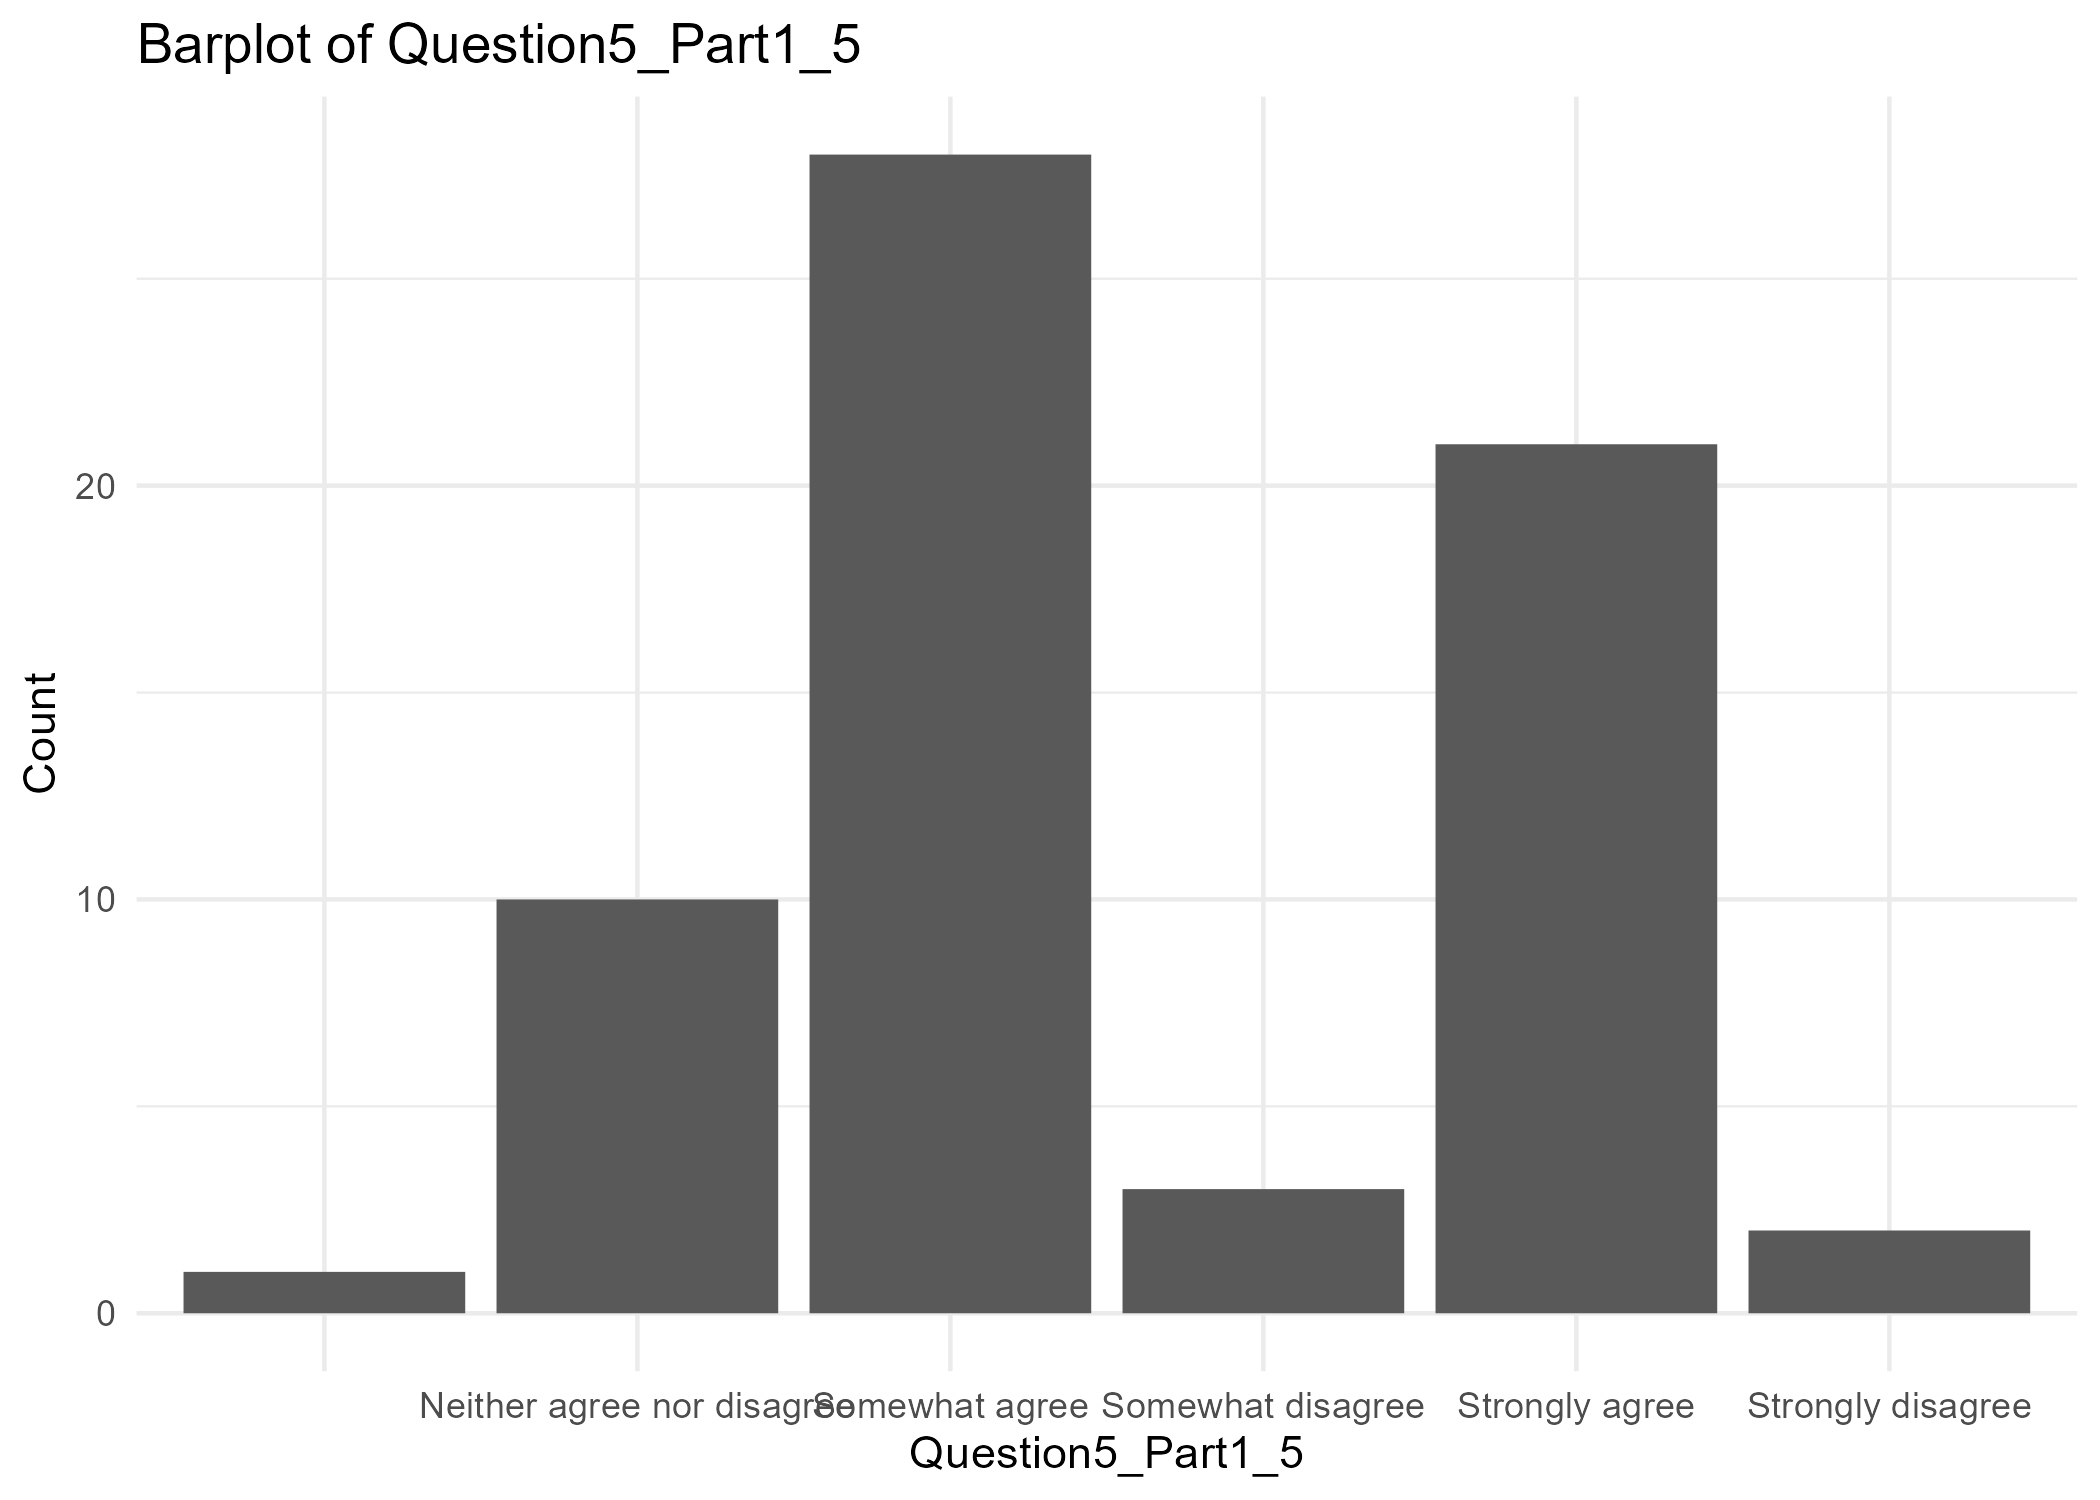 Barplot of Question5_Part1_5
Count
20
10
0
Neither agree nor disagree Somewhat agree Somewhat disagree Strongly agree Strongly disagree
Question5_Part1_5